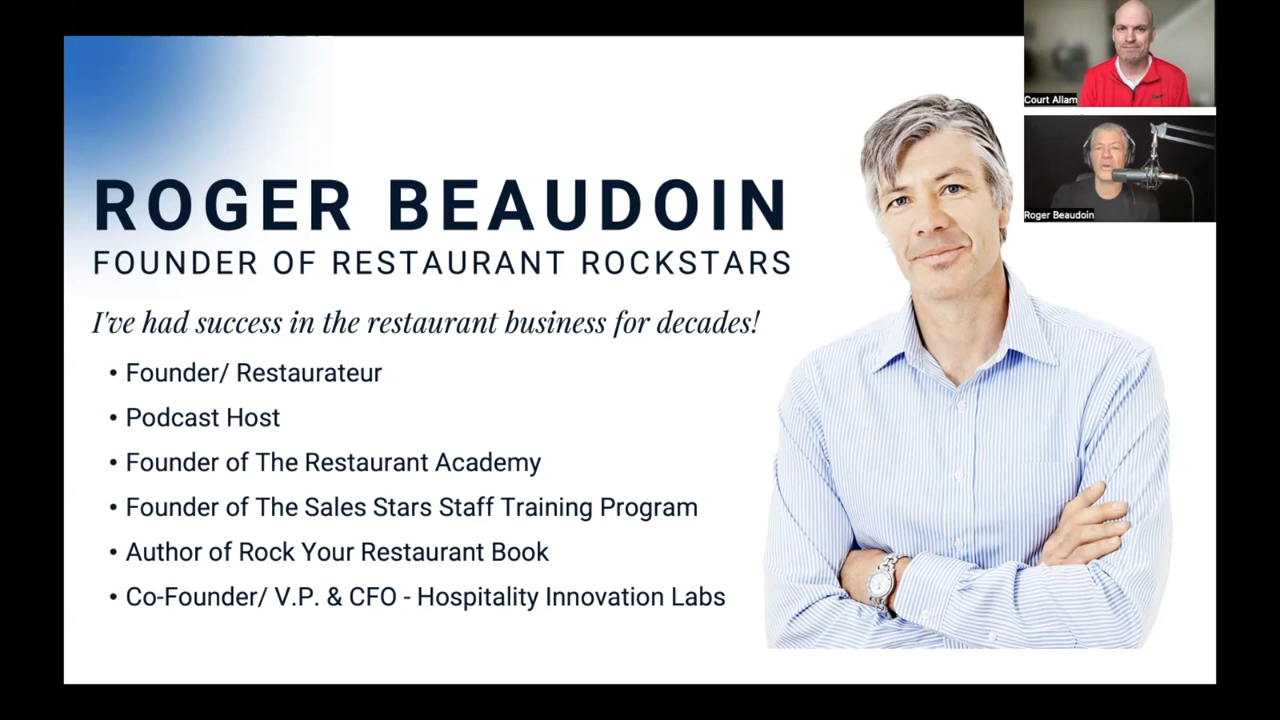 ROGER BEAUDOIN
FOUNDER OF RESTAURANT ROCKSTARS
I've had success in the restaurant business for decades!
• Founder/ Restaurateur
• Podcast Host
• Founder of The Restaurant Academy
• Founder of The Sales Stars Staff Training Program
• Author of Rock Your Restaurant Book
• Co-Founder/ V.P. & CFO - Hospitality Innovation Labs
Court Allam
Roger Beaudoin